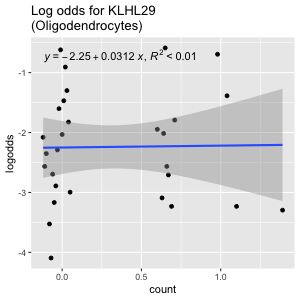 Log odds for KLHL29
(Oligodendrocytes)
y = −2.25 + 0.0312 x, R² < 0.01
-1
-2
-3
-4
logodds
0.0
0.5
1.0
count